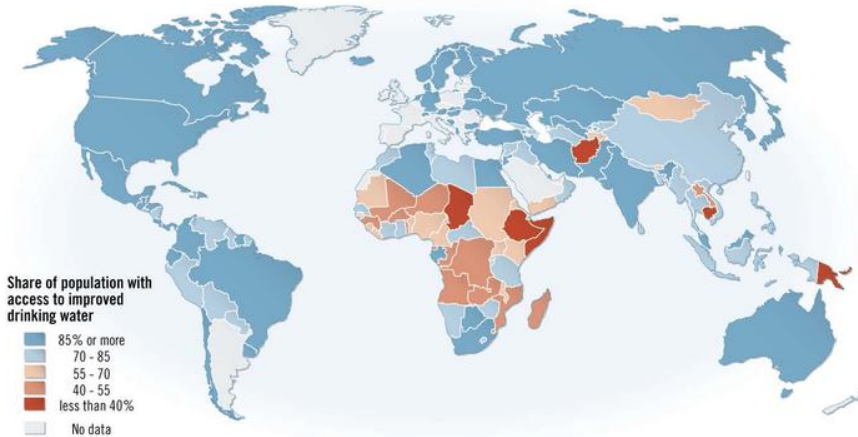 Share of population with
access to improved
drinking water
85% or more
70 - 85
55 - 70
40 - 55
less than 40%
No data